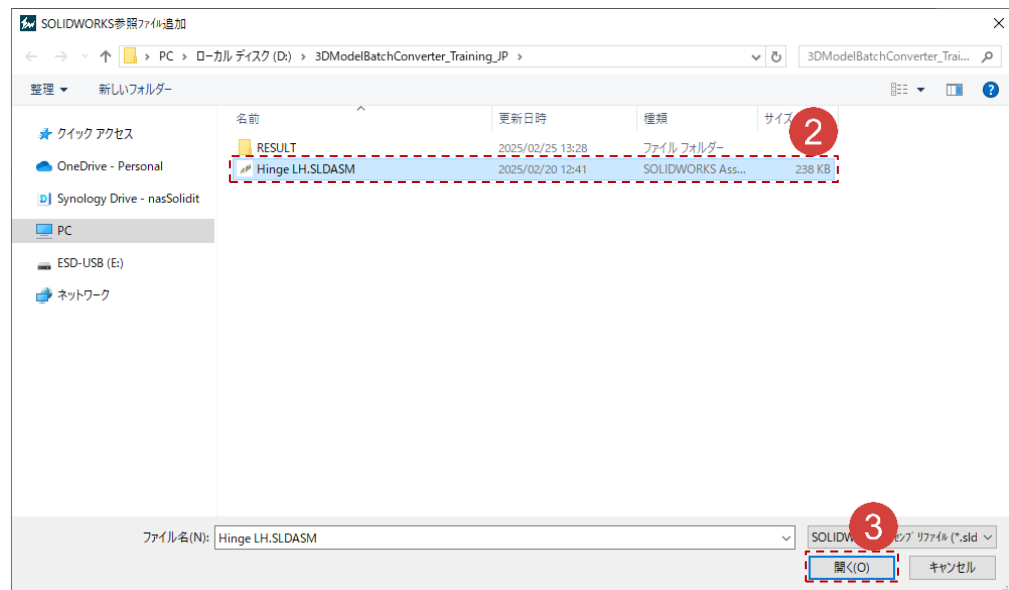 SOLIDWORKS参照ファイル追加
PC › ローカル ディスク (D:) › 3DModelBatchConverter_Training_JP ›
3DModelBatchConverter_Trai...
整理
新しいフォルダー
名前 更新日時 種類 サイズ
2
クイック アクセス
OneDrive - Personal
Synology Drive - nasSolidit
PC
ESD-USB (E:)
ネットワーク
RESULT 2025/02/25 13:28 ファイル フォルダー
Hinge LH.SLDASM 2025/02/20 12:41 SOLIDWORKS Ass... 238 KB
ファイル名(N): Hinge LH.SLDASM
リファイル (*.sld
3
開く(O)
キャンセル